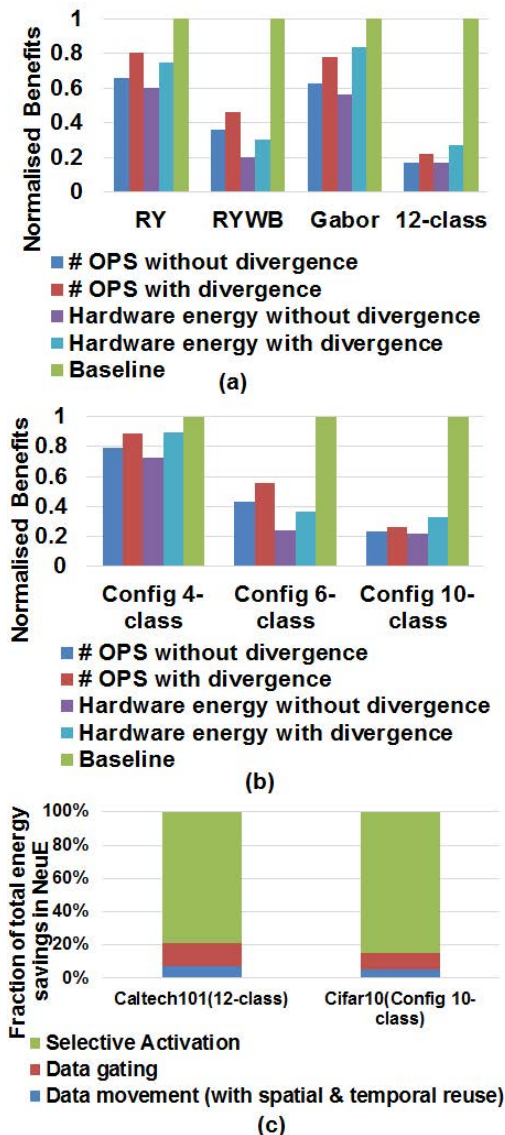 Normalised Benefits
1
0.8
0.6
0.4
0.2
0
RY RYWB Gabor 12-class
# OPS without divergence
# OPS with divergence
Hardware energy without divergence
Hardware energy with divergence
Baseline
(a)
Normalised Benefits
1
0.8
0.6
0.4
0.2
0
Config 4-class Config 6-class Config 10-class
# OPS without divergence
# OPS with divergence
Hardware energy without divergence
Hardware energy with divergence
Baseline
(b)
Fraction of total energy
savings in NeuE
100%
80%
60%
40%
20%
0%
Caltech101(12-class) Cifar10(Config 10-class)
Selective Activation
Data gating
Data movement (with spatial & temporal reuse)
(c)